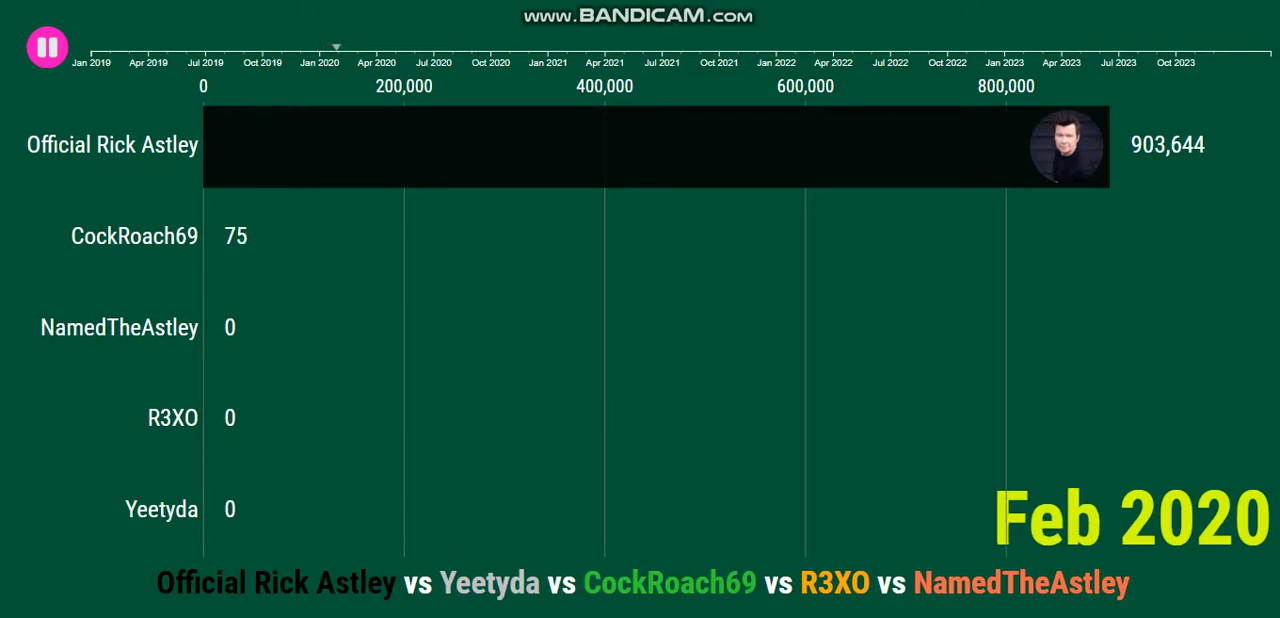 www.BANDICAM.com
Jan 2019 Apr 2019 Jul 2019 Oct 2019 Jan 2020 Apr 2020 Jul 2020 Oct 2020 Jan 2021 Apr 2021 Jul 2021 Oct 2021 Jan 2022 Apr 2022 Jul 2022 Oct 2022 Jan 2023 Apr 2023 Jul 2023 Oct 2023
0 200,000 400,000 600,000 800,000
Official Rick Astley 903,644
CockRoach69 75
NamedTheAstley 0
R3XO 0
Yeetyda 0
Feb 2020
Official Rick Astley vs Yeetyda vs CockRoach69 vs R3XO vs NamedTheAstley